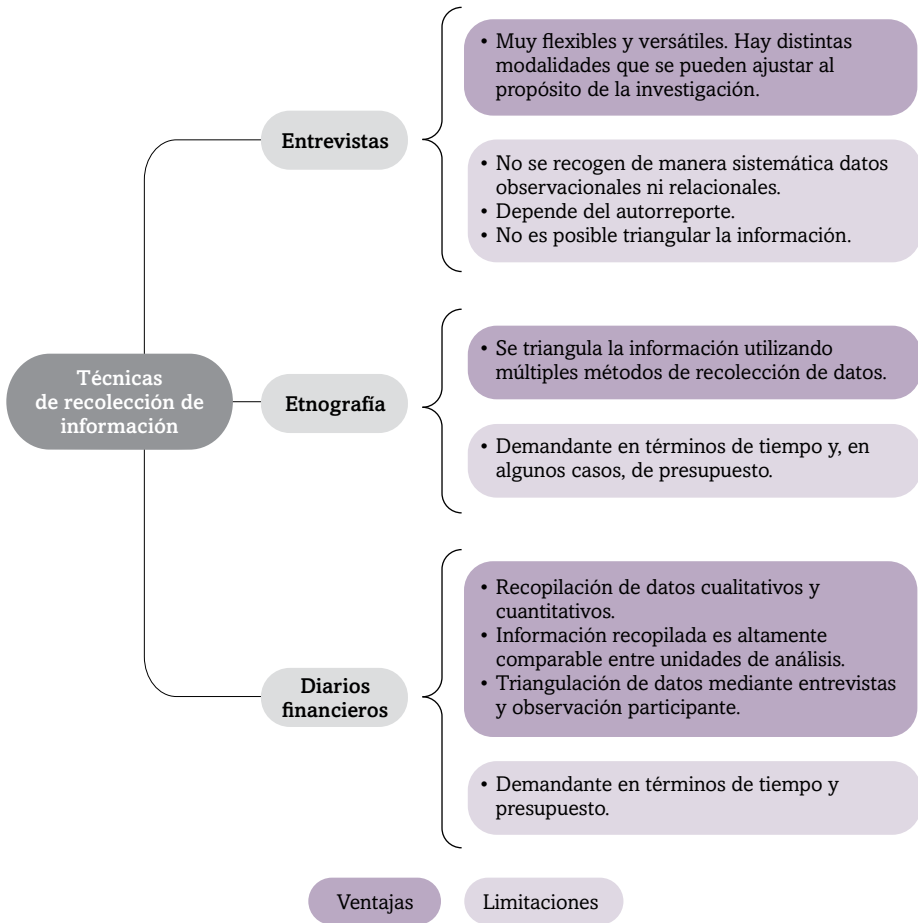 • Muy flexibles y versátiles. Hay distintas
modalidades que se pueden ajustar al
propósito de la investigación.
Entrevistas
• No se recogen de manera sistemática datos
observacionales ni relacionales.
• Depende del autorreporte.
• No es posible triangular la información.
Técnicas
de recolección de
información
• Se triangula la información utilizando
múltiples métodos de recolección de datos.
Etnografía
• Demandante en términos de tiempo y, en
algunos casos, de presupuesto.
• Recopilación de datos cualitativos y
cuantitativos.
• Información recopilada es altamente
comparable entre unidades de análisis.
• Triangulación de datos mediante entrevistas
y observación participante.
Diarios
financieros
• Demandante en términos de tiempo y
presupuesto.
Ventajas
Limitaciones